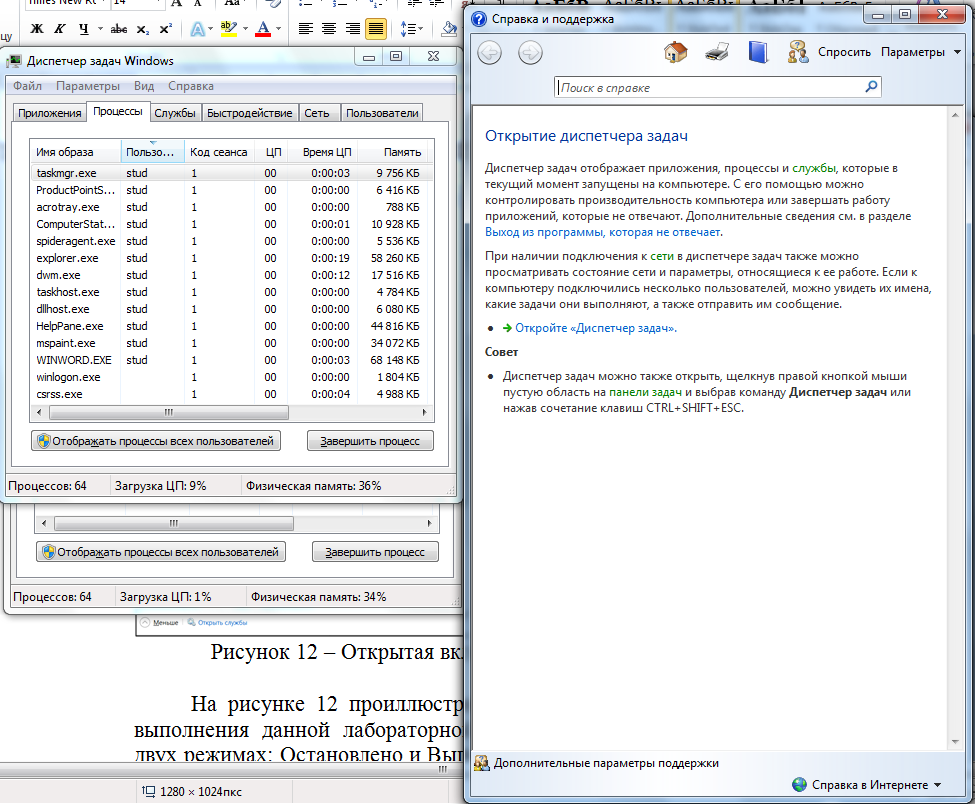 Times New Ro 14
Ж К Ч abc x₂ x² A ab A
Диспетчер задач Windows
Файл Параметры Вид Справка
Приложения Процессы Службы Быстродействие Сеть Пользователи
Имя образа Пользо... Код сеанса ЦП Время ЦП Память
taskmgr.exe stud 1 00 0:00:03 9 756 КБ
ProductPointS... stud 1 00 0:00:00 6 416 КБ
acrotray.exe stud 1 00 0:00:00 788 КБ
ComputerStat... stud 1 00 0:00:01 10 928 КБ
spideragent.exe stud 1 00 0:00:00 5 536 КБ
explorer.exe stud 1 00 0:00:19 58 260 КБ
dwm.exe stud 1 00 0:00:12 17 516 КБ
taskhost.exe stud 1 00 0:00:00 4 784 КБ
dllhost.exe stud 1 00 0:00:00 6 080 КБ
HelpPane.exe stud 1 00 0:00:00 44 816 КБ
mspaint.exe stud 1 00 0:00:00 34 072 КБ
WINWORD.EXE stud 1 00 0:00:03 68 148 КБ
winlogon.exe 1 00 0:00:00 1 804 КБ
csrss.exe 1 00 0:00:04 4 988 КБ
Отображать процессы всех пользователей Завершить процесс
Процессов: 64 Загрузка ЦП: 9% Физическая память: 36%
Отображать процессы всех пользователей Завершить процесс
Процессов: 64 Загрузка ЦП: 1% Физическая память: 34%
Меньше Открыть службы
Рисунок 12 – Открытая вк
На рисунке 12 проиллюстр
выполнения данной лабораторно
двух режимах: Остановлено и Вып
1280 × 1024пкс
Справка и поддержка
Спросить Параметры
Поиск в справке
Открытие диспетчера задач
Диспетчер задач отображает приложения, процессы и службы, которые в
текущий момент запущены на компьютере. С его помощью можно
контролировать производительность компьютера или завершать работу
приложений, которые не отвечают. Дополнительные сведения см. в разделе
Выход из программы, которая не отвечает.
При наличии подключения к сети в диспетчере задач также можно
просматривать состояние сети и параметры, относящиеся к ее работе. Если к
компьютеру подключились несколько пользователей, можно увидеть их имена,
какие задачи они выполняют, а также отправить им сообщение.
• Откройте «Диспетчер задач».
Совет
• Диспетчер задач можно также открыть, щелкнув правой кнопкой мыши
пустую область на панели задач и выбрав команду Диспетчер задач или
нажав сочетание клавиш CTRL+SHIFT+ESC.
Дополнительные параметры поддержки
Справка в Интернете